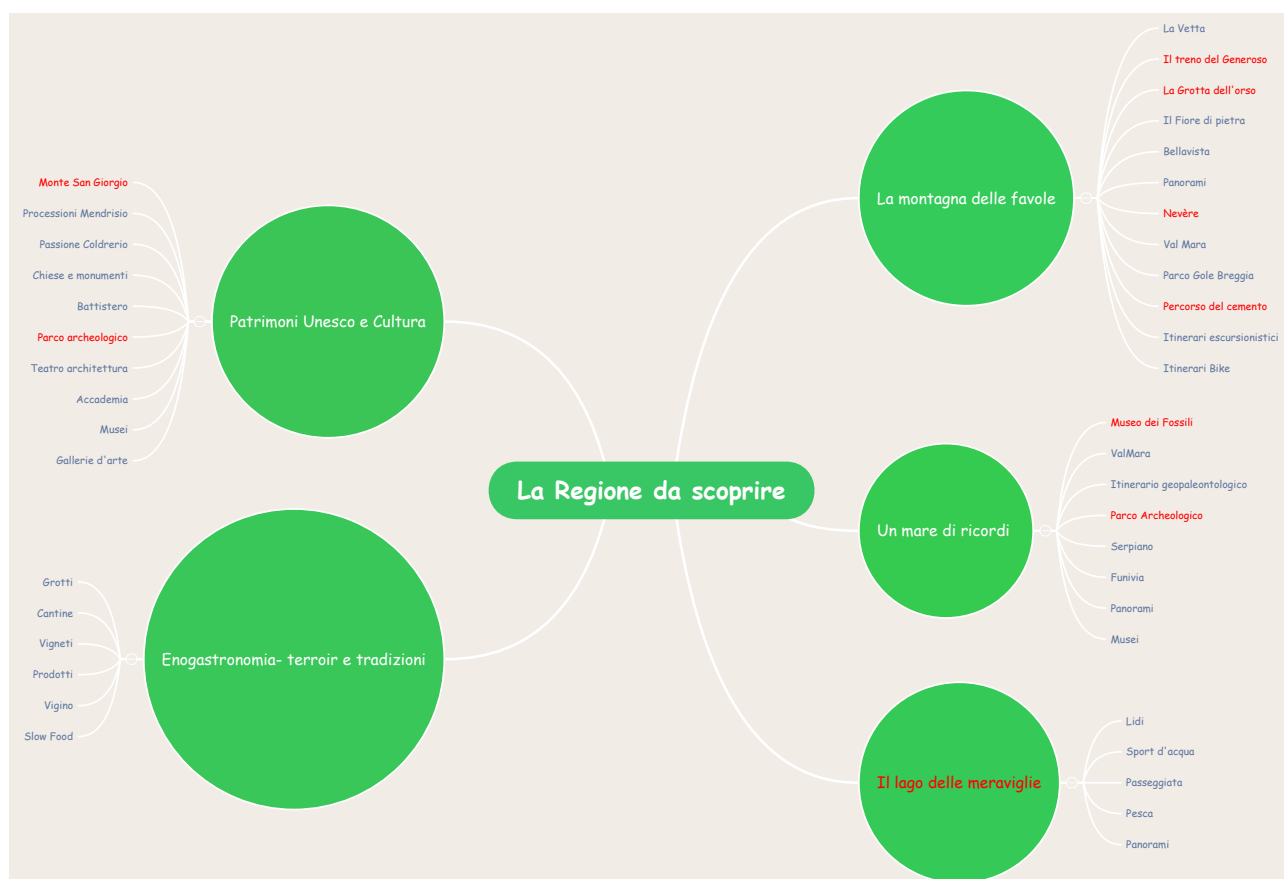 La Regione da scoprire
La montagna delle favole
La Vetta
Il treno del Generoso
La Grotta dell'orso
Il Fiore di pietra
Bellavista
Panorami
Nevère
Val Mara
Parco Gole Breggia
Percorso del cemento
Itinerari escursionistici
Itinerari Bike
Un mare di ricordi
Museo dei Fossili
ValMara
Itinerario geopaleontologico
Parco Archeologico
Serpiano
Funivia
Panorami
Musei
Il lago delle meraviglie
Lidi
Sport d'acqua
Passeggiata
Pesca
Panorami
Patrimoni Unesco e Cultura
Monte San Giorgio
Processioni Mendrisio
Passione Coldrerio
Chiese e monumenti
Battistero
Parco archeologico
Teatro architettura
Accademia
Musei
Gallerie d'arte
Enogastronomia- terroir e tradizioni
Grotti
Cantine
Vigneti
Prodotti
Vigino
Slow Food